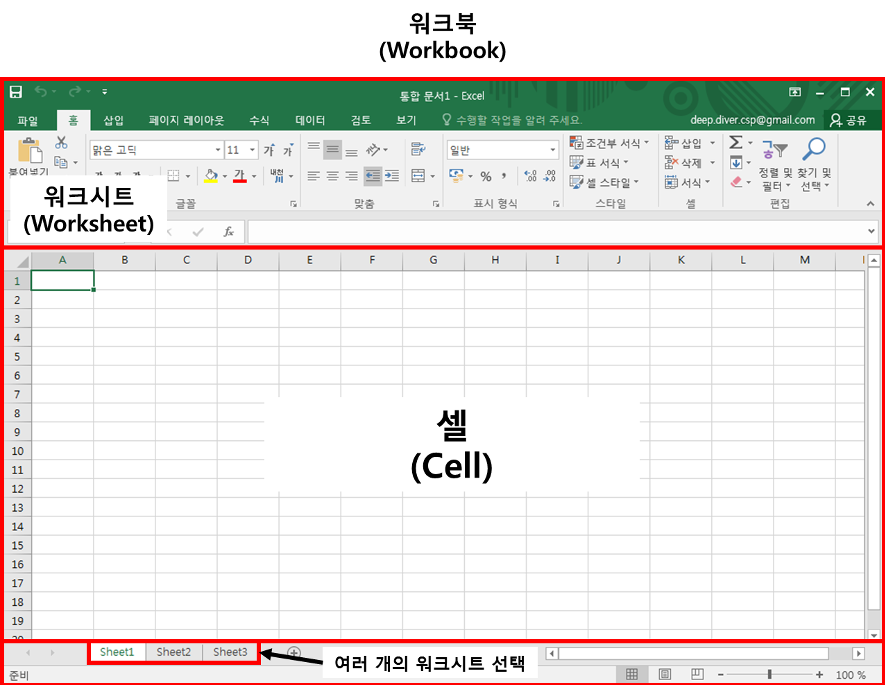 워크북
(Workbook)
통합 문서1 - Excel
파일 홈 삽입 페이지 레이아웃 수식 데이터 검토 보기 수행할 작업을 알려 주세요. deep.diver.csp@gmail.com 공유
붙여넣기
맑은 고딕 11 가 가
가 내천
글꼴
맞춤
일반
% ,
표시 형식
조건부 서식
표 서식
셀 스타일
스타일
삽입
삭제
서식
셀
정렬 및 필터
찾기 및 선택
편집
워크시트
(Worksheet)
fx
A B C D E F G H I J K L M
1
2
3
4
5
6
7
8
9
10
11
12
13
14
15
16
17
18
19
20
셀
(Cell)
Sheet1 Sheet2 Sheet3
여러 개의 워크시트 선택
준비 100 %